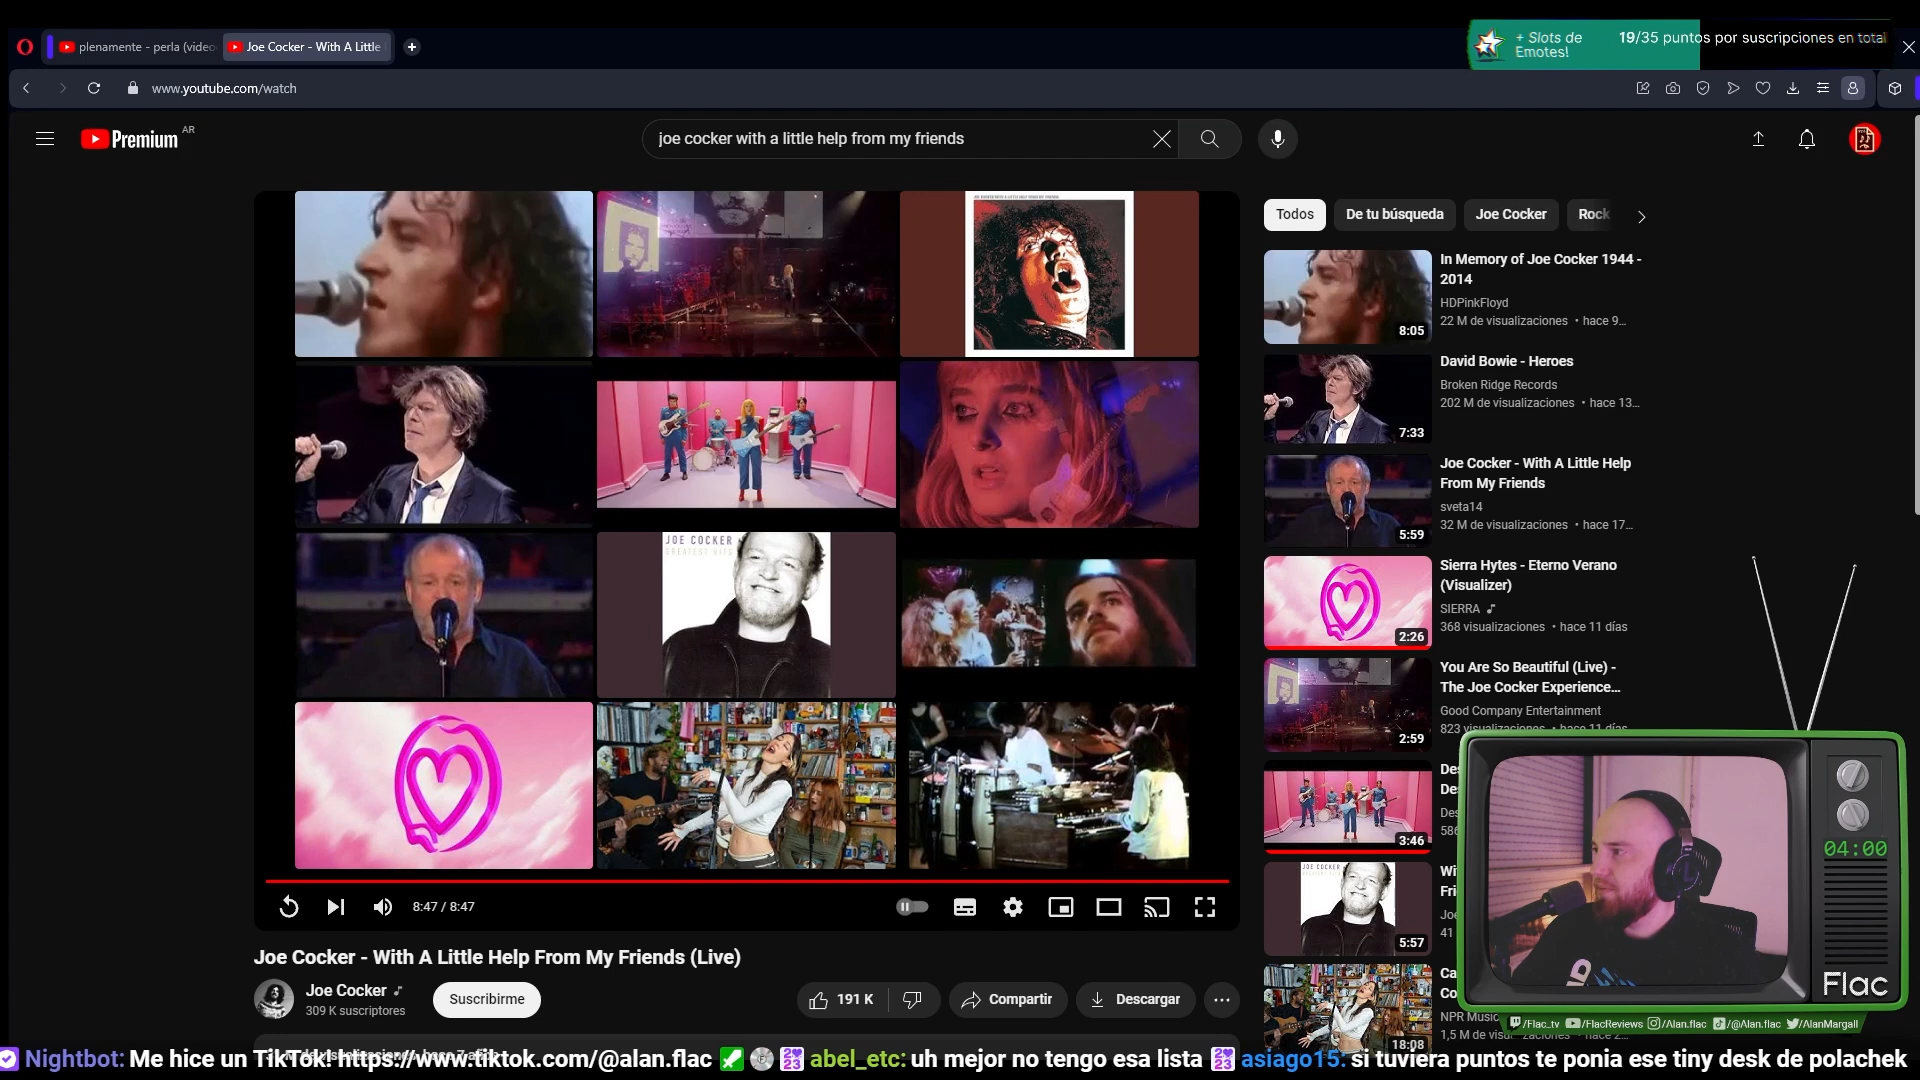 plenamente - perla (video
Joe Cocker - With A Little
+ Slots de Emotes!
19/35 puntos por suscripciones en total
www.youtube.com/watch
Premium AR
joe cocker with a little help from my friends
Todos
De tu búsqueda
Joe Cocker
Rock
In Memory of Joe Cocker 1944 -
2014
HDPinkFloyd
22 M de visualizaciones • hace 9...
8:05
David Bowie - Heroes
Broken Ridge Records
202 M de visualizaciones • hace 13...
7:33
Joe Cocker - With A Little Help
From My Friends
sveta14
32 M de visualizaciones • hace 17...
5:59
JOE COCKER
GREATEST HITS
Sierra Hytes - Eterno Verano
(Visualizer)
SIERRA
368 visualizaciones • hace 11 días
2:26
You Are So Beautiful (Live) -
The Joe Cocker Experience...
Good Company Entertainment
823 visualizaciones • hace 11 días
2:59
3:46
JOE COCKER
5:57
NPR Music
18:08
04:00
Flac
/Flac_tv /FlacReviews /Alan.flac /@Alan.flac /AlanMargall
8:47 / 8:47
Joe Cocker - With A Little Help From My Friends (Live)
Joe Cocker
309 K suscriptores
Suscribirme
191 K
Compartir
Descargar
Nightbot: Me hice un TikTok! https://www.tiktok.com/@alan.flac abel_etc: uh mejor no tengo esa lista asiago15: si tuviera puntos te ponia ese tiny desk de polachek